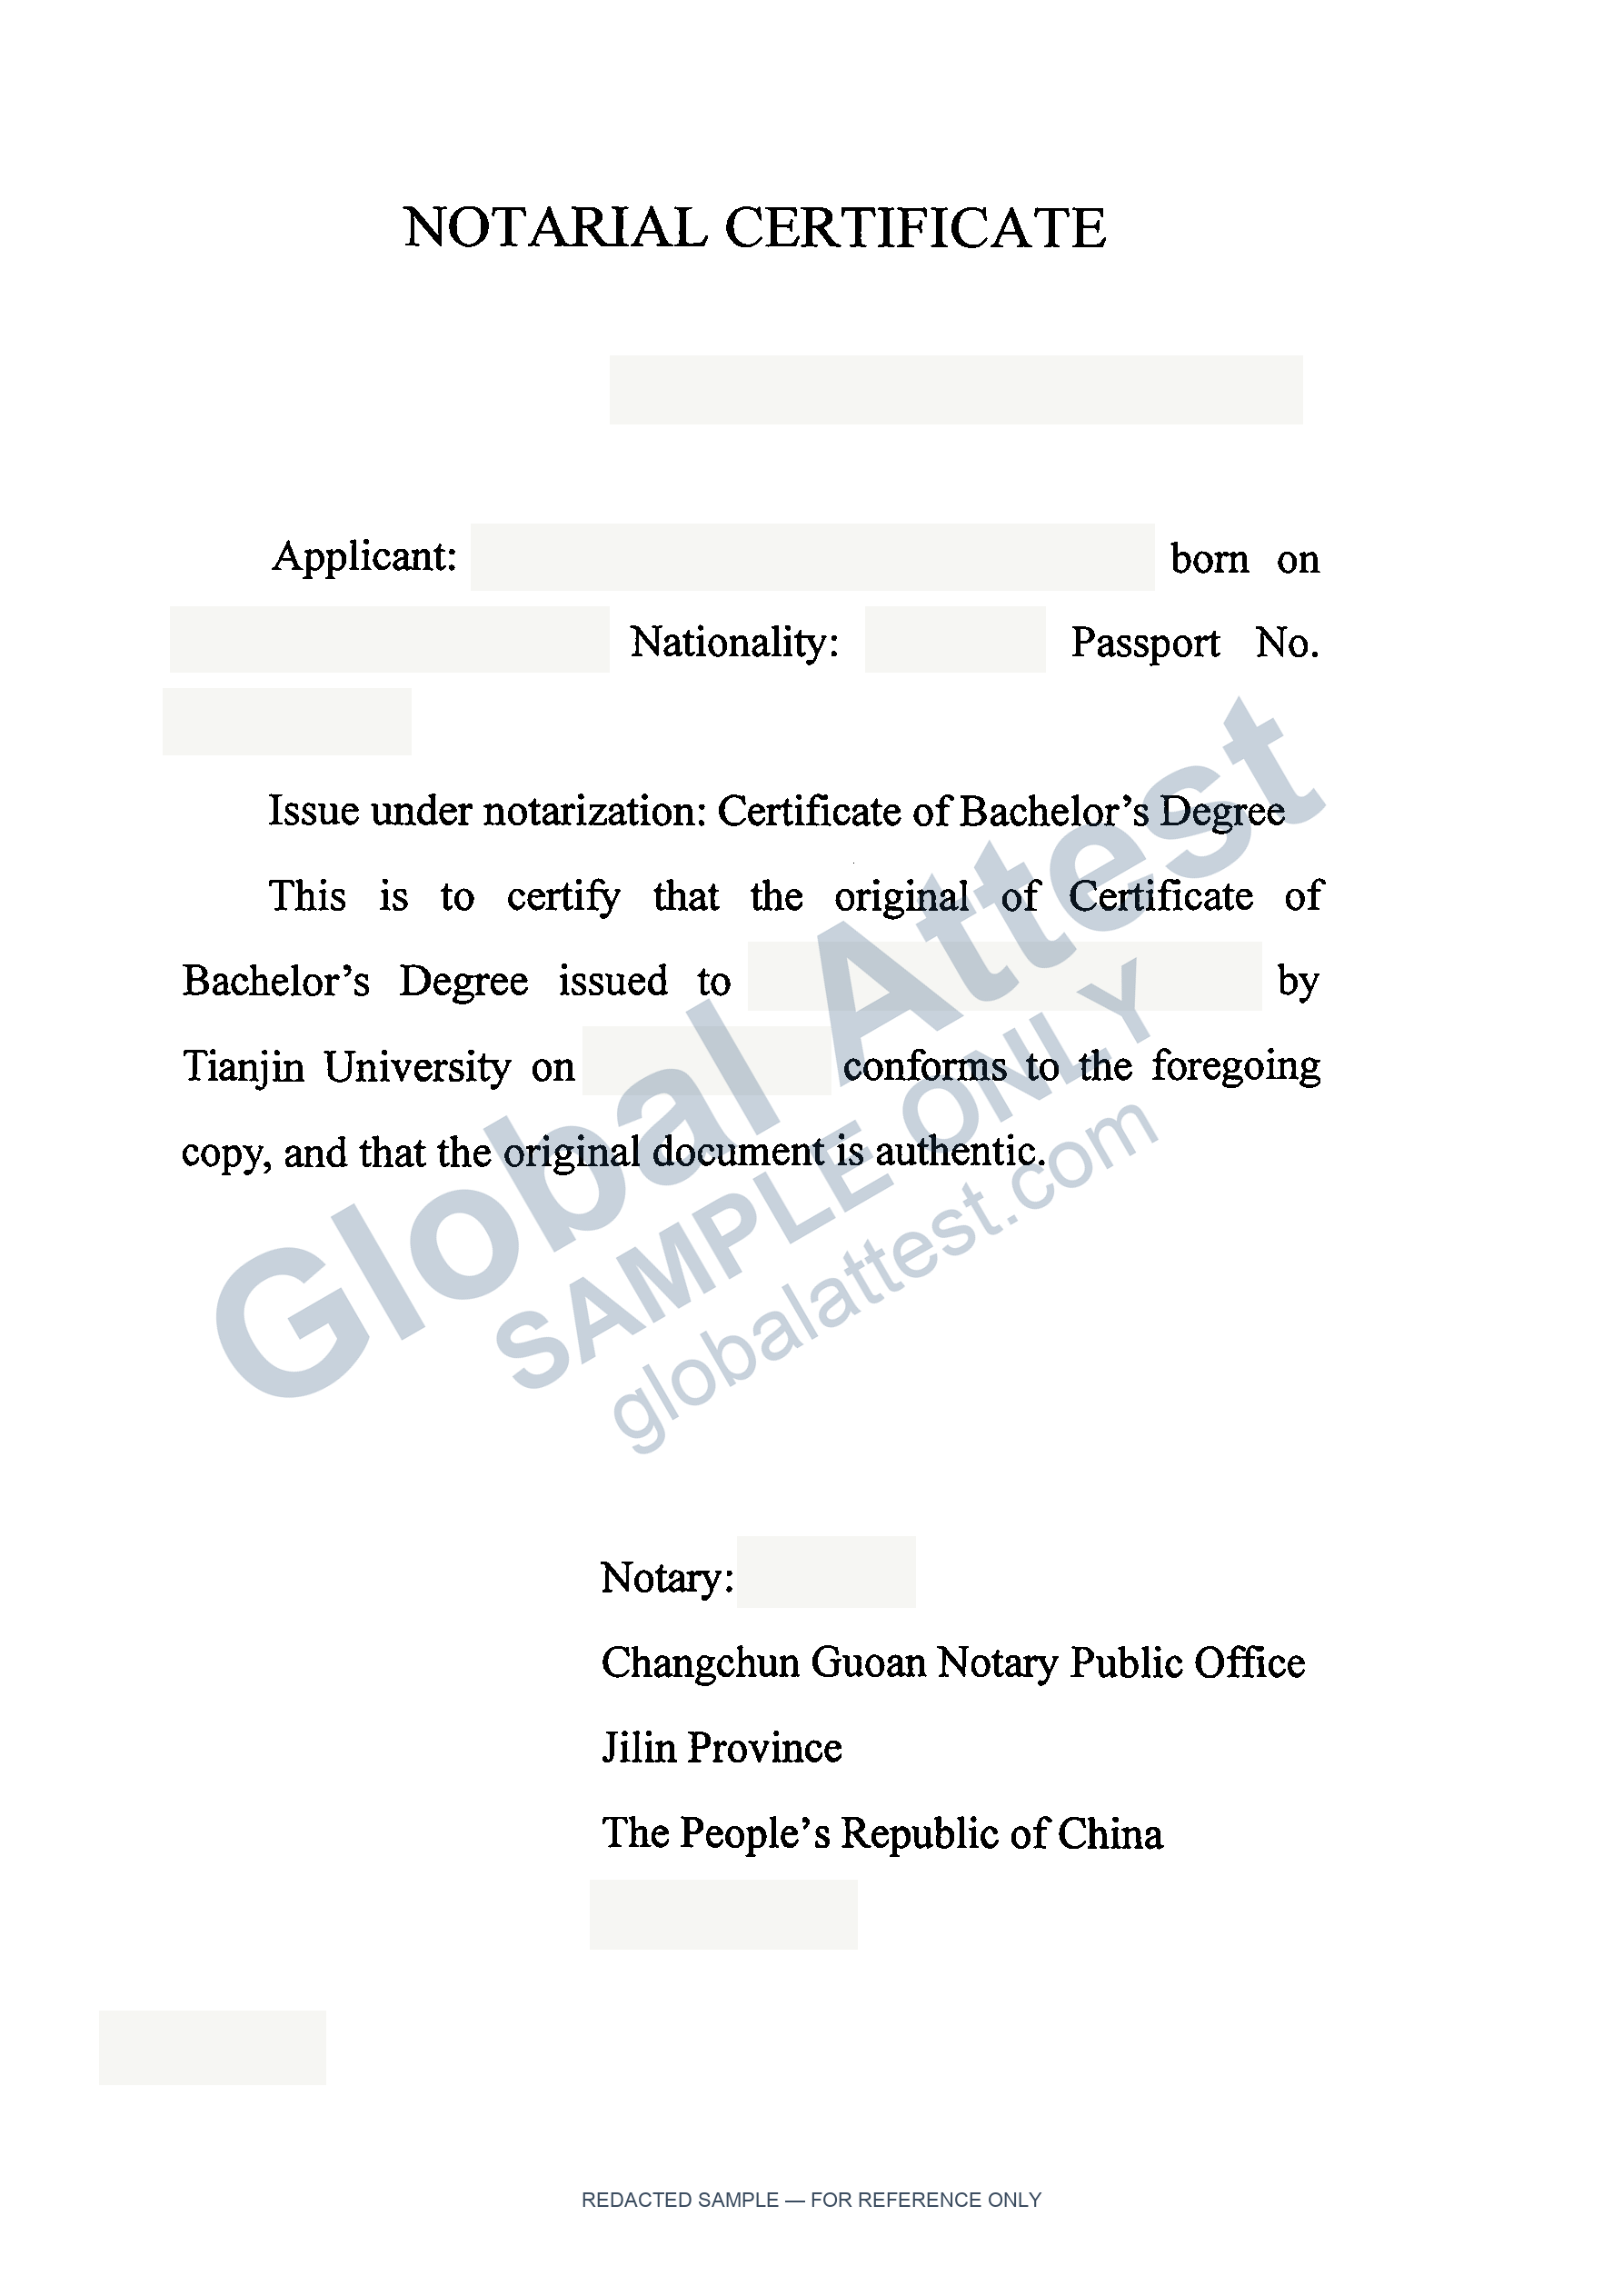 NOTARIAL CERTIFICATE
Applicant: born on
Nationality: Passport No.
Issue under notarization: Certificate of Bachelor's Degree
This is to certify that the original of Certificate of
Bachelor's Degree issued to by
Tianjin University on conforms to the foregoing
copy, and that the original document is authentic.
Global Attest
SAMPLE ONLY
globalattest.com
Notary:
Changchun Guoan Notary Public Office
Jilin Province
The People's Republic of China
REDACTED SAMPLE — FOR REFERENCE ONLY